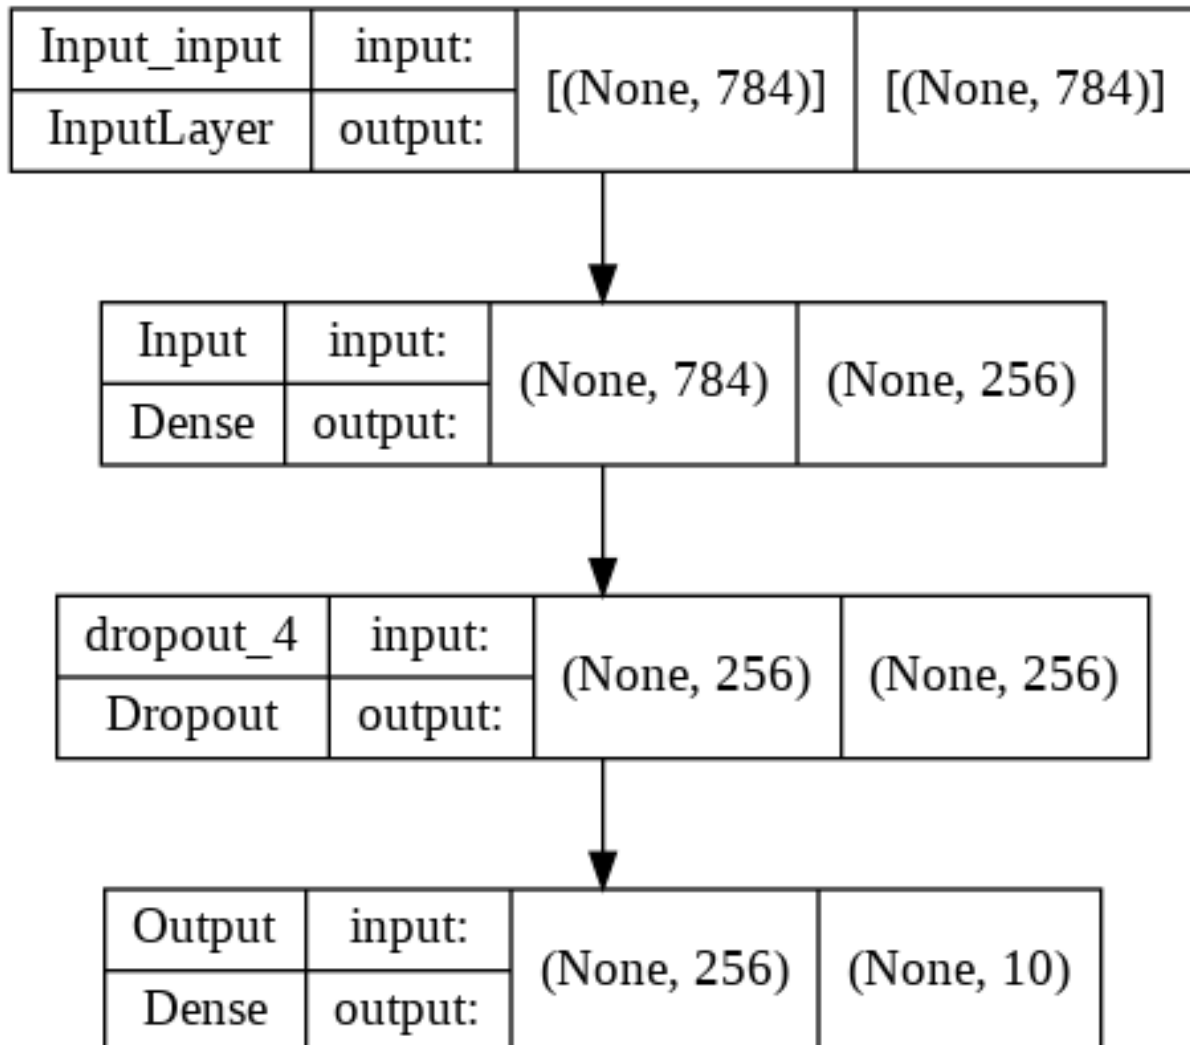 Input_input input: [(None, 784)] [(None, 784)]
InputLayer output:
Input input: (None, 784) (None, 256)
Dense output:
dropout_4 input: (None, 256) (None, 256)
Dropout output:
Output input: (None, 256) (None, 10)
Dense output: